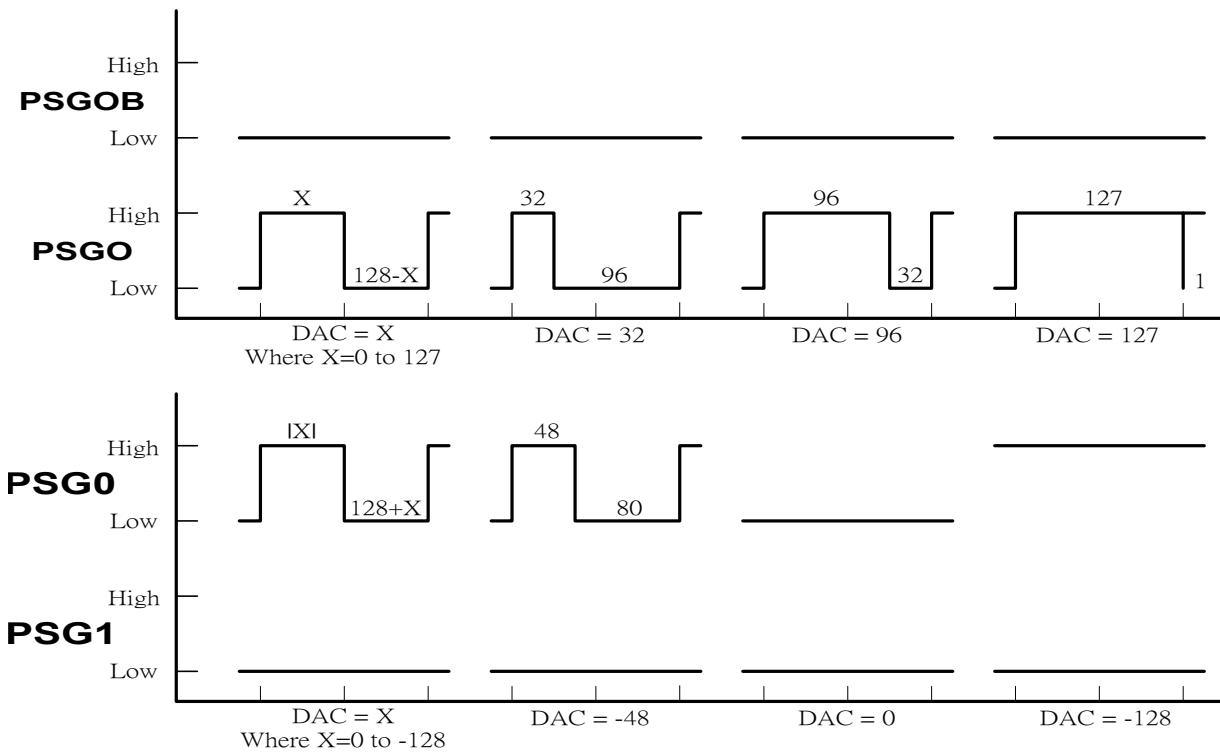 High
PSGOB
Low
X 32 96 127
High
PSGO
128-X 96 32 1
Low
DAC = X DAC = 32 DAC = 96 DAC = 127
Where X=0 to 127
|X| 48
High
PSG0
128+X 80
Low
High
PSG1
Low
DAC = X DAC = -48 DAC = 0 DAC = -128
Where X=0 to -128